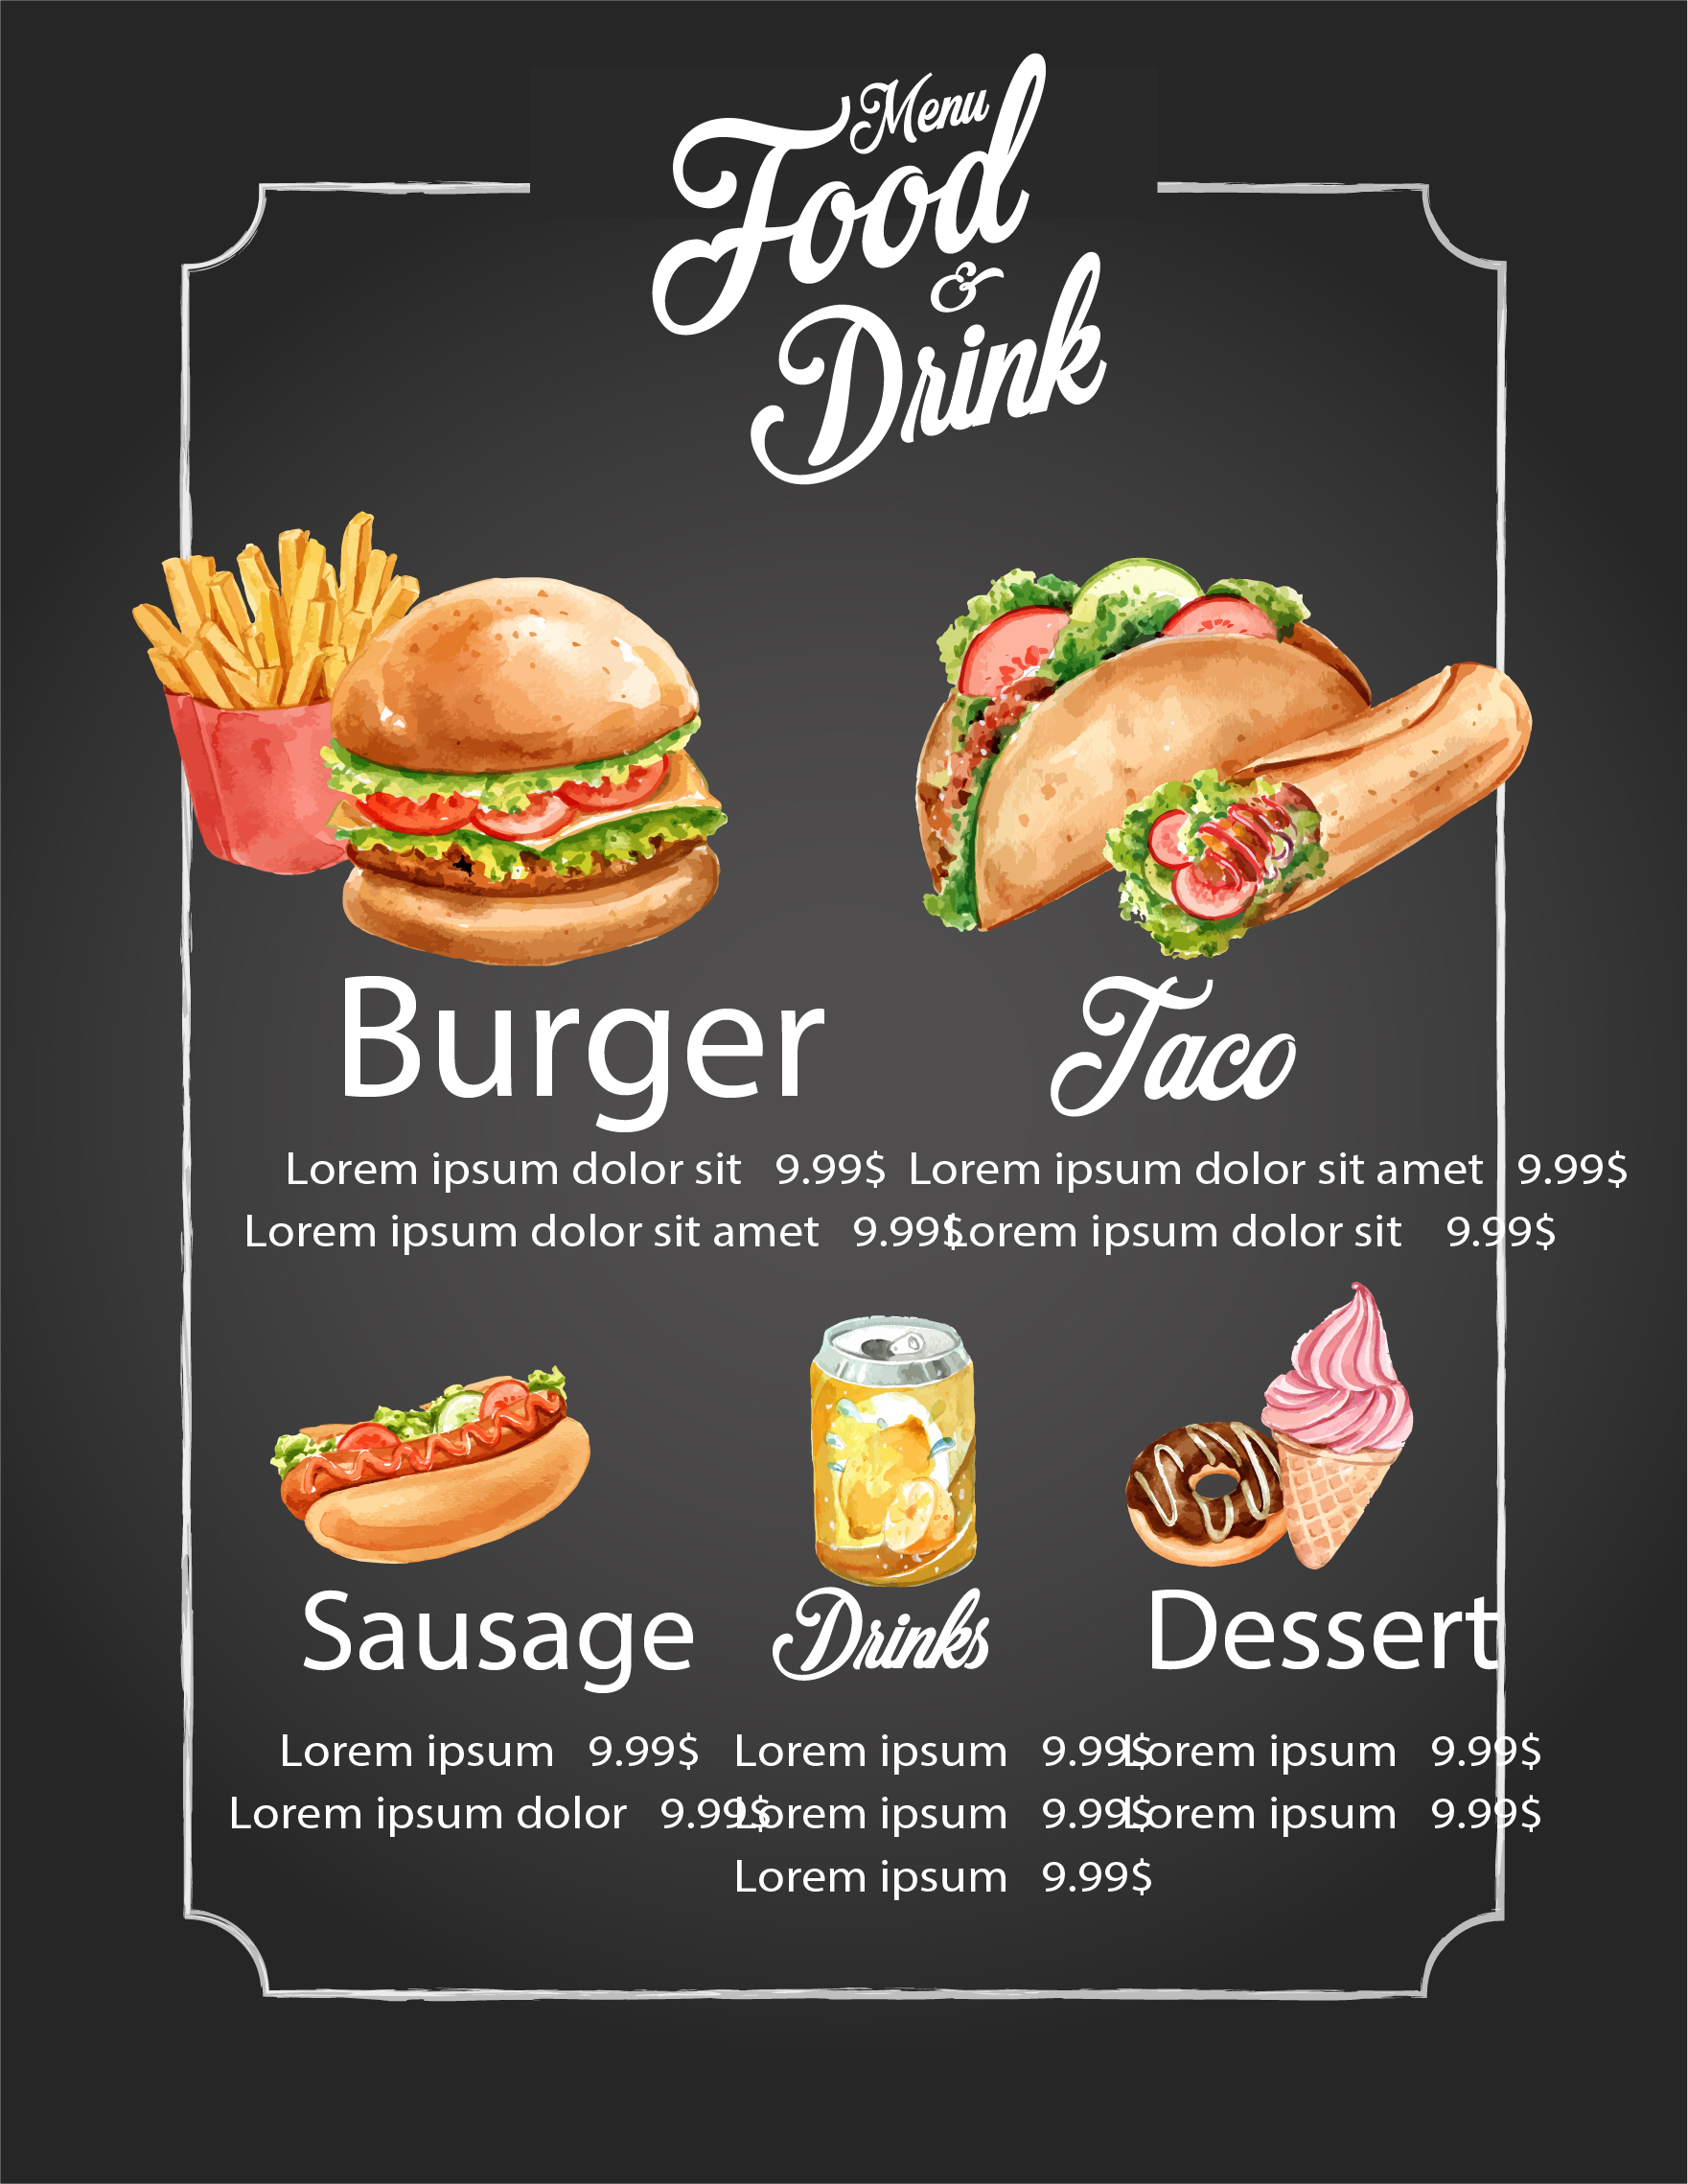 Menu
Food
&
Drink
Burger
Lorem ipsum dolor sit 9.99$
Lorem ipsum dolor sit amet 9.99$
Taco
Lorem ipsum dolor sit amet 9.99$
Lorem ipsum dolor sit 9.99$
Sausage
Lorem ipsum 9.99$
Lorem ipsum dolor 9.99$
Drinks
Lorem ipsum 9.99$
Lorem ipsum 9.99$
Lorem ipsum 9.99$
Dessert
Lorem ipsum 9.99$
Lorem ipsum 9.99$